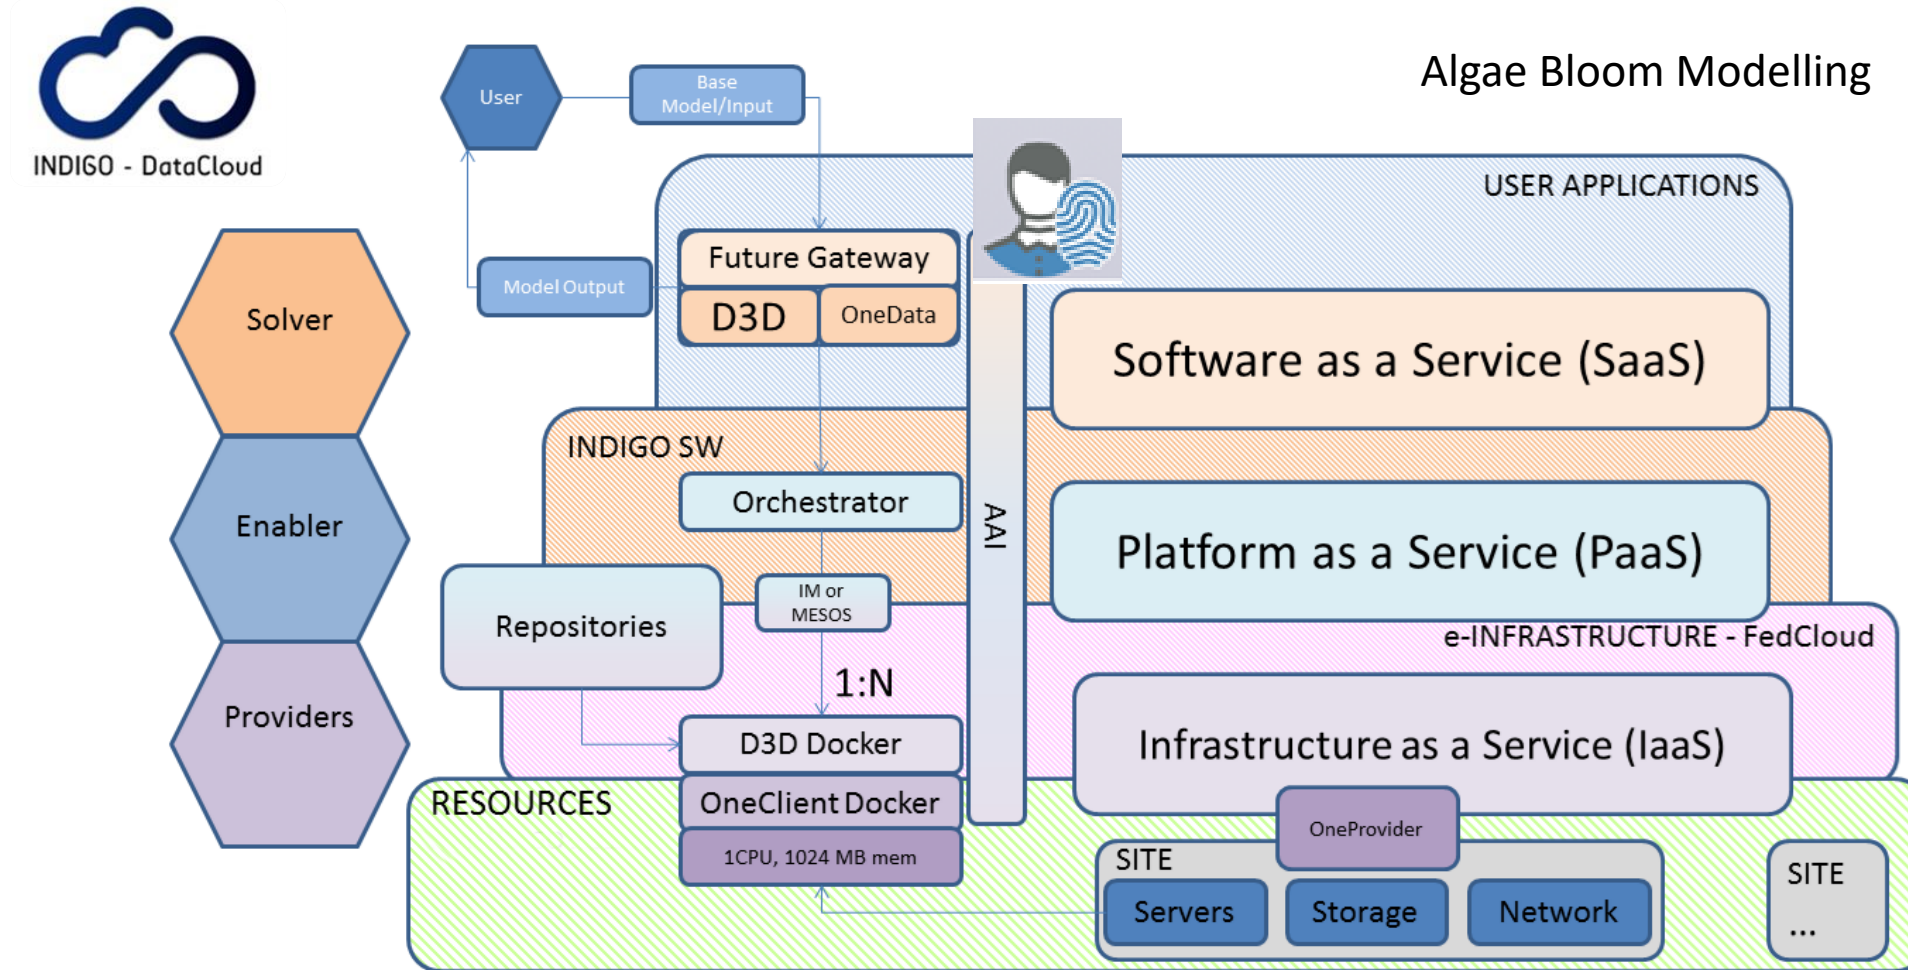 INDIGO - DataCloud
Algae Bloom Modelling
User
Base
Model/Input
USER APPLICATIONS
Future Gateway
Model Output
D3D
OneData
Solver
Software as a Service (SaaS)
INDIGO SW
Orchestrator
Enabler
AAI
Platform as a Service (PaaS)
IM or
MESOS
Repositories
e-INFRASTRUCTURE - FedCloud
1:N
Providers
D3D Docker
Infrastructure as a Service (IaaS)
RESOURCES
OneClient Docker
OneProvider
1CPU, 1024 MB mem
SITE
Servers
Storage
Network
SITE
...